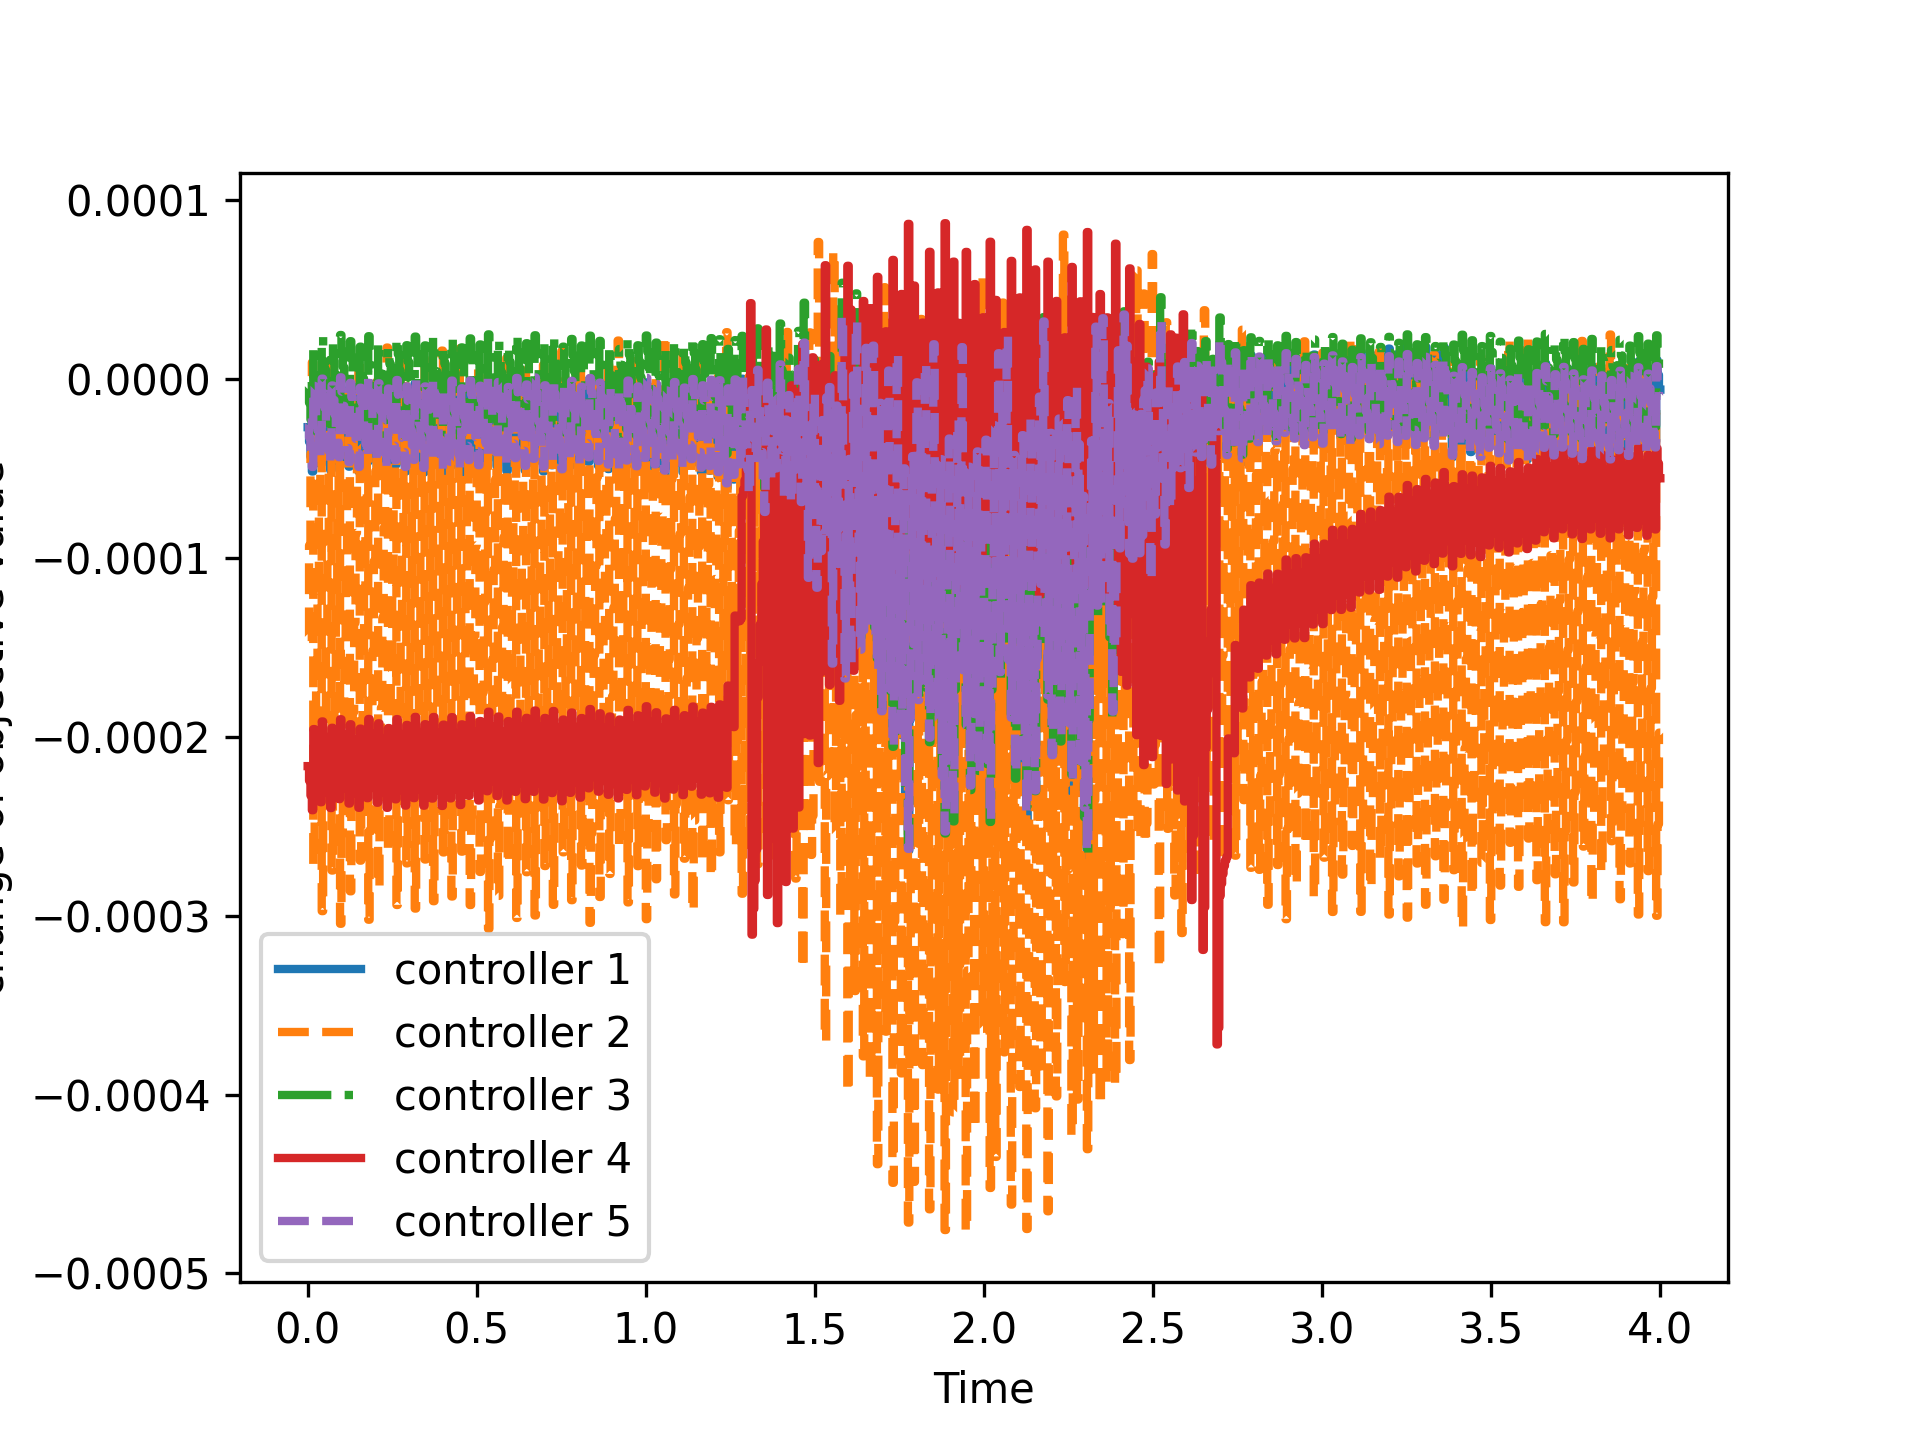 0.0001
0.0000
−0.0001
−0.0002
−0.0003
−0.0004
−0.0005
controller 1
controller 2
controller 3
controller 4
controller 5
0.0 0.5 1.0 1.5 2.0 2.5 3.0 3.5 4.0
Time